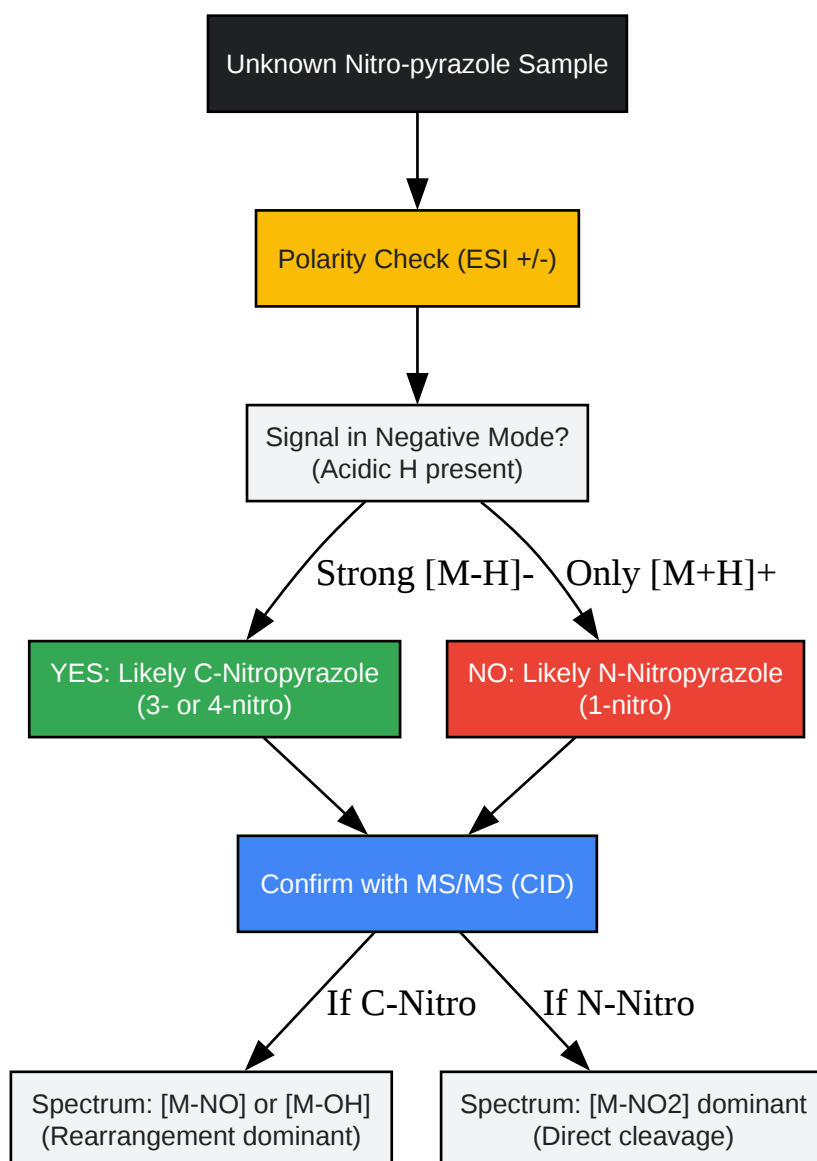 Unknown Nitro-pyrazole Sample
Polarity Check (ESI +/-)
Signal in Negative Mode?
(Acidic H present)
Strong [M-H]-
Only [M+H]+
YES: Likely C-Nitropyrazole
(3- or 4-nitro)
NO: Likely N-Nitropyrazole
(1-nitro)
Confirm with MS/MS (CID)
If C-Nitro
If N-Nitro
Spectrum: [M-NO] or [M-OH]
(Rearrangement dominant)
Spectrum: [M-NO2] dominant
(Direct cleavage)